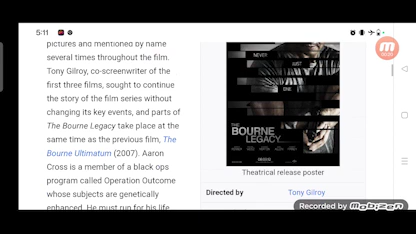 5:11
pictures and mentioned by name
several times throughout the film.
Tony Gilroy, co-screenwriter of the
first three films, sought to continue
the story of the film series without
changing its key events, and parts of
The Bourne Legacy take place at the
same time as the previous film, The
Bourne Ultimatum (2007). Aaron
Cross is a member of a black ops
program called Operation Outcome
whose subjects are genetically
enhanced. He must run for his life
NEVER
JUST
ONE
THE
BOURNE
LEGACY
Theatrical release poster
Directed by Tony Gilroy
Recorded by Mobizen